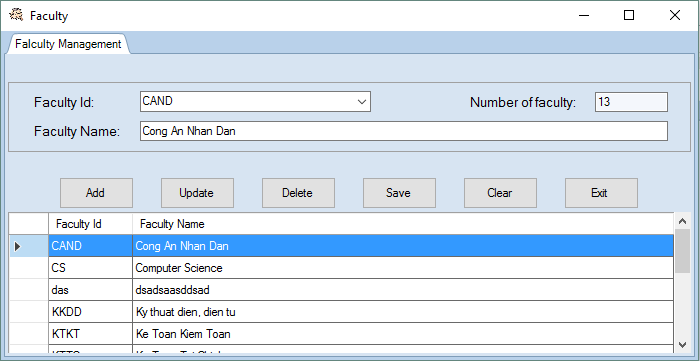 Faculty
Falculty Management
Faculty Id: CAND Number of faculty: 13
Faculty Name: Cong An Nhan Dan
Add Update Delete Save Clear Exit
Faculty Id Faculty Name
CAND Cong An Nhan Dan
CS Computer Science
das dsadsaasddsad
KKDD Ky thuat dien, dien tu
KTKT Ke Toan Kiem Toan